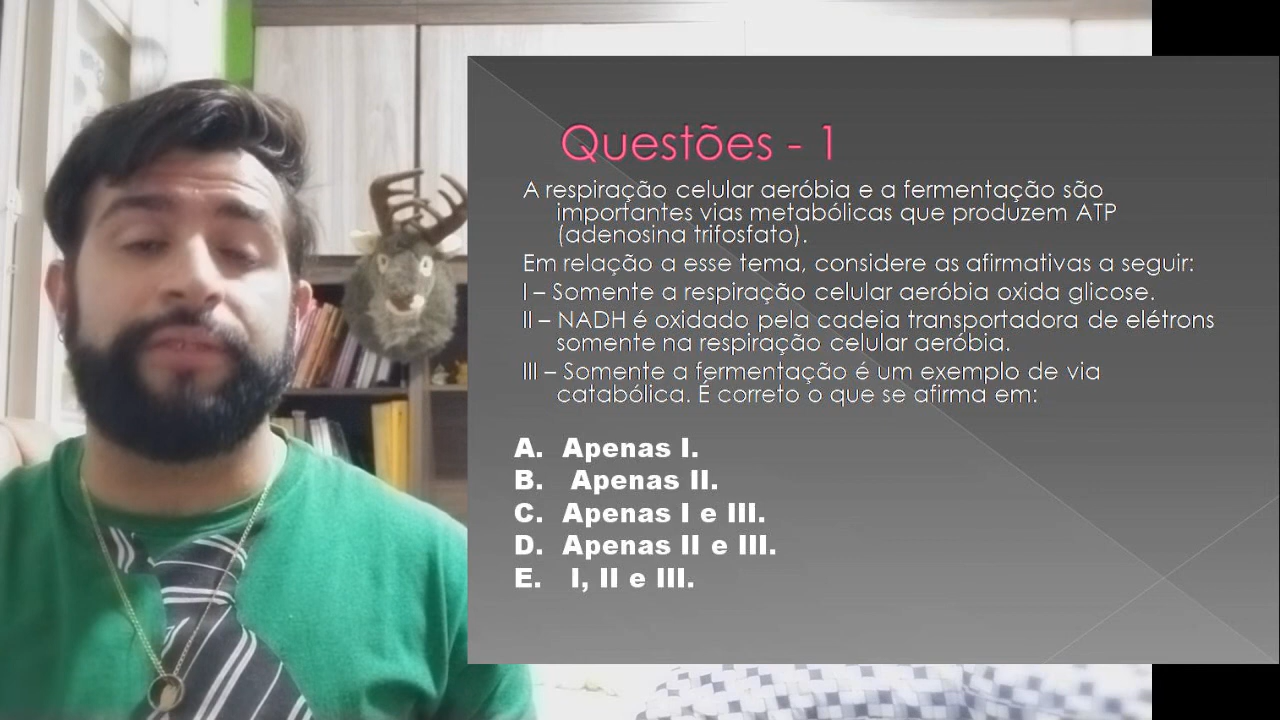 Questões - 1
A respiração celular aeróbia e a fermentação são
importantes vias metabólicas que produzem ATP
(adenosina trifosfato).
Em relação a esse tema, considere as afirmativas a seguir:
I – Somente a respiração celular aeróbia oxida glicose.
II – NADH é oxidado pela cadeia transportadora de elétrons
somente na respiração celular aeróbia.
III – Somente a fermentação é um exemplo de via
catabólica. É correto o que se afirma em:
A. Apenas I.
B. Apenas II.
C. Apenas I e III.
D. Apenas II e III.
E. I, II e III.